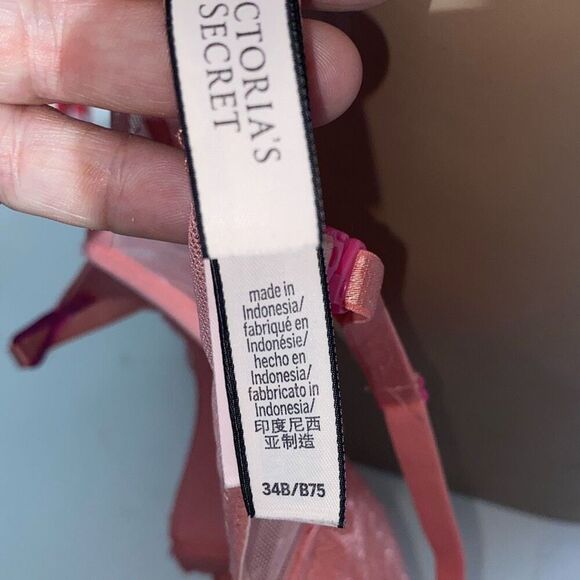 CTORIA'S
SECRET
made in
Indonesia/
fabriqué en
Indonésie/
hecho en
Indonesia/
fabbricato in
Indonesia/
印度尼西
亚制造
34B/B75